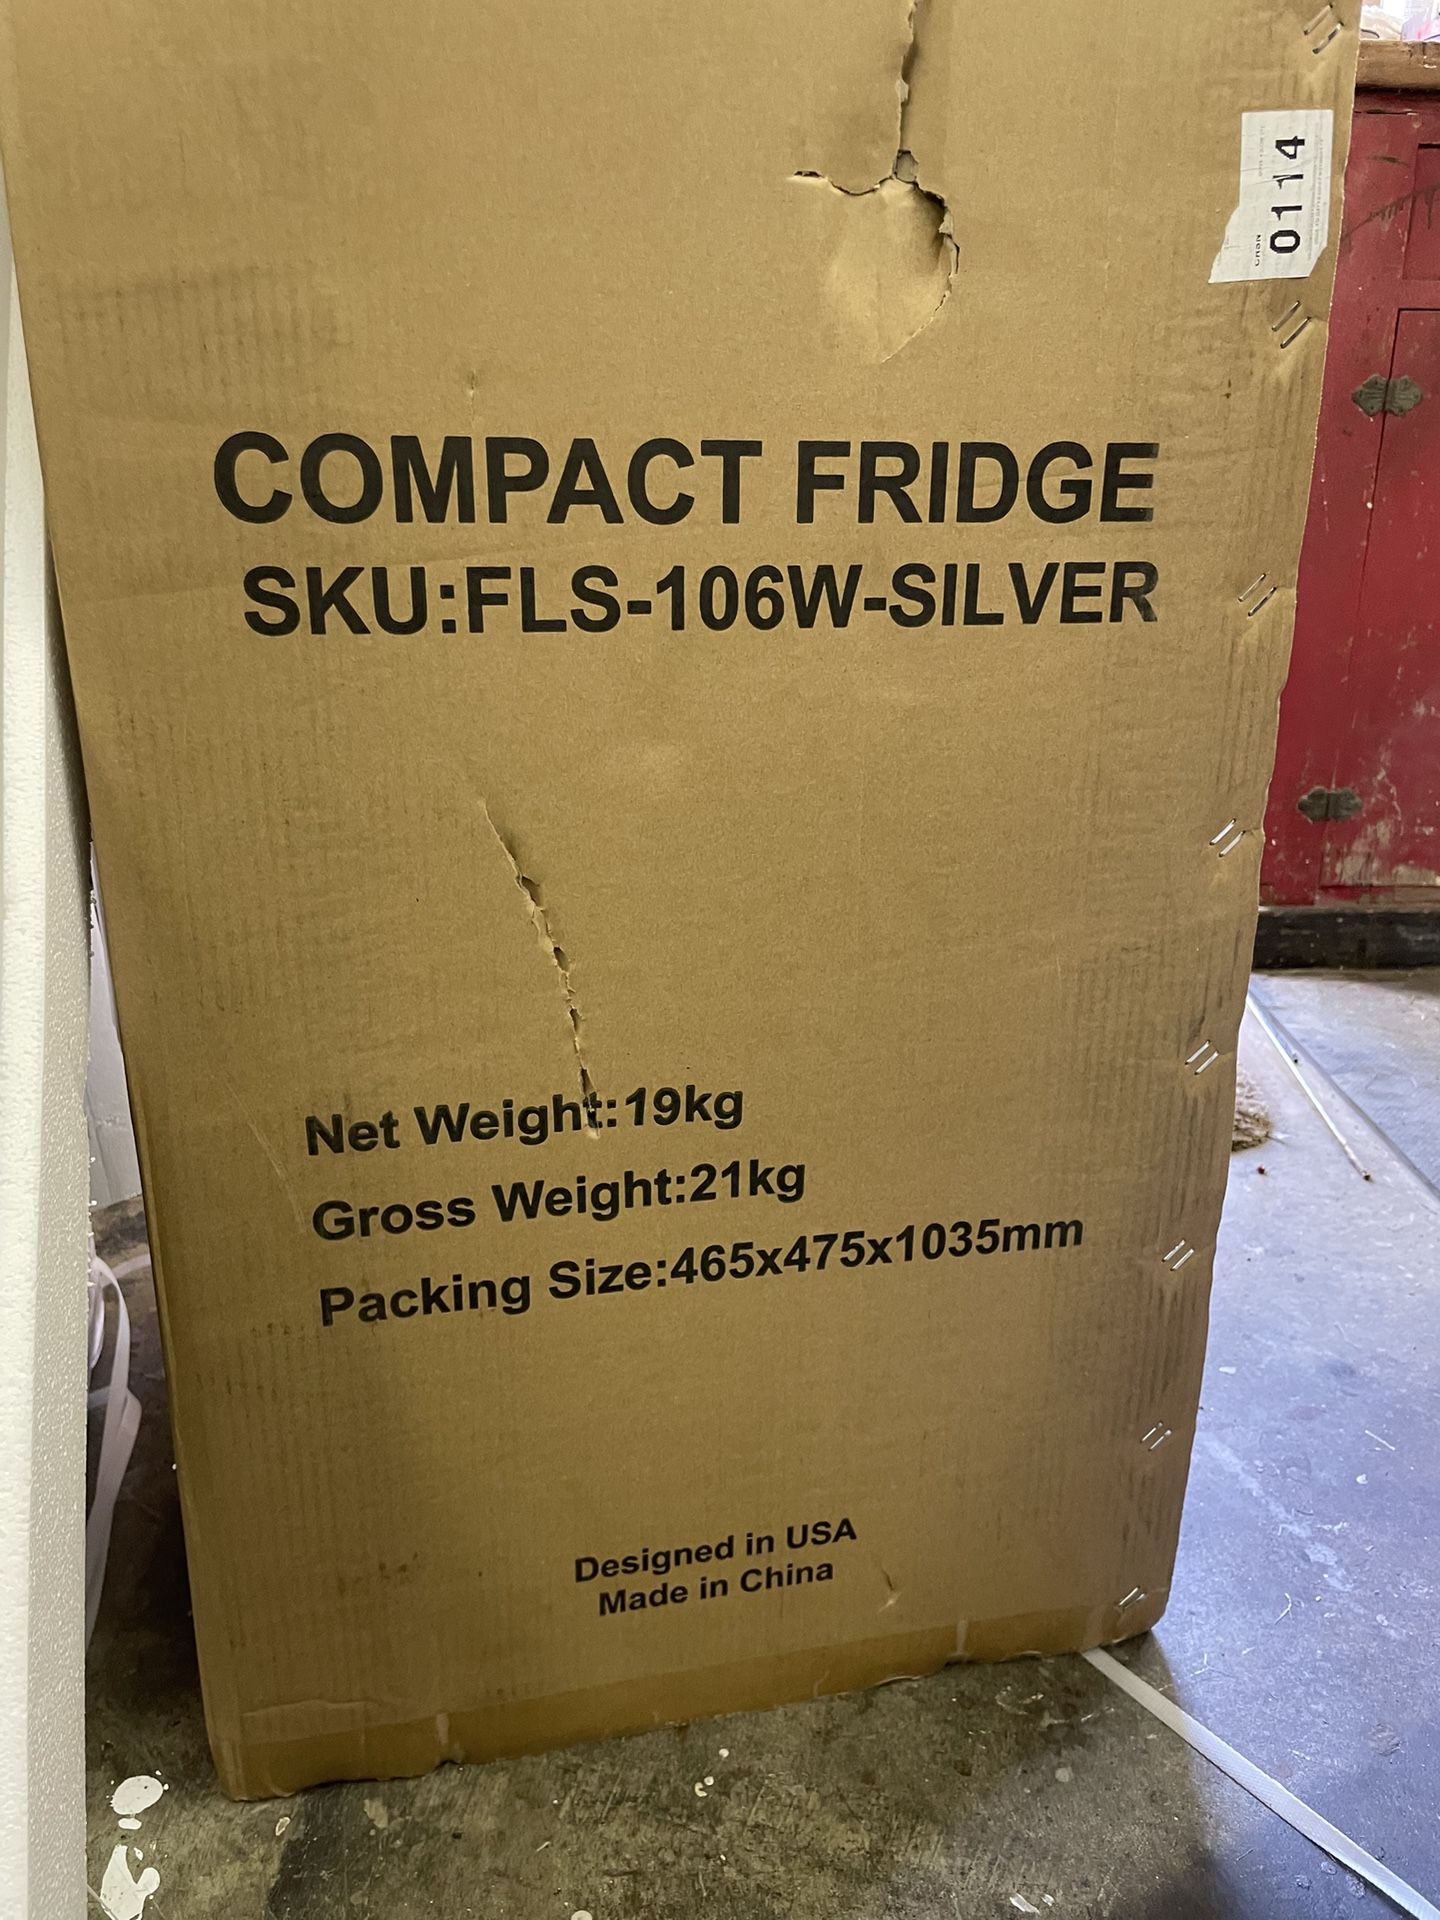 0114
COMPACT FRIDGE
SKU:FLS-106W-SILVER
Net Weight:19kg
Gross Weight:21kg
Packing Size:465x475x1035mm
Designed in USA
Made in China